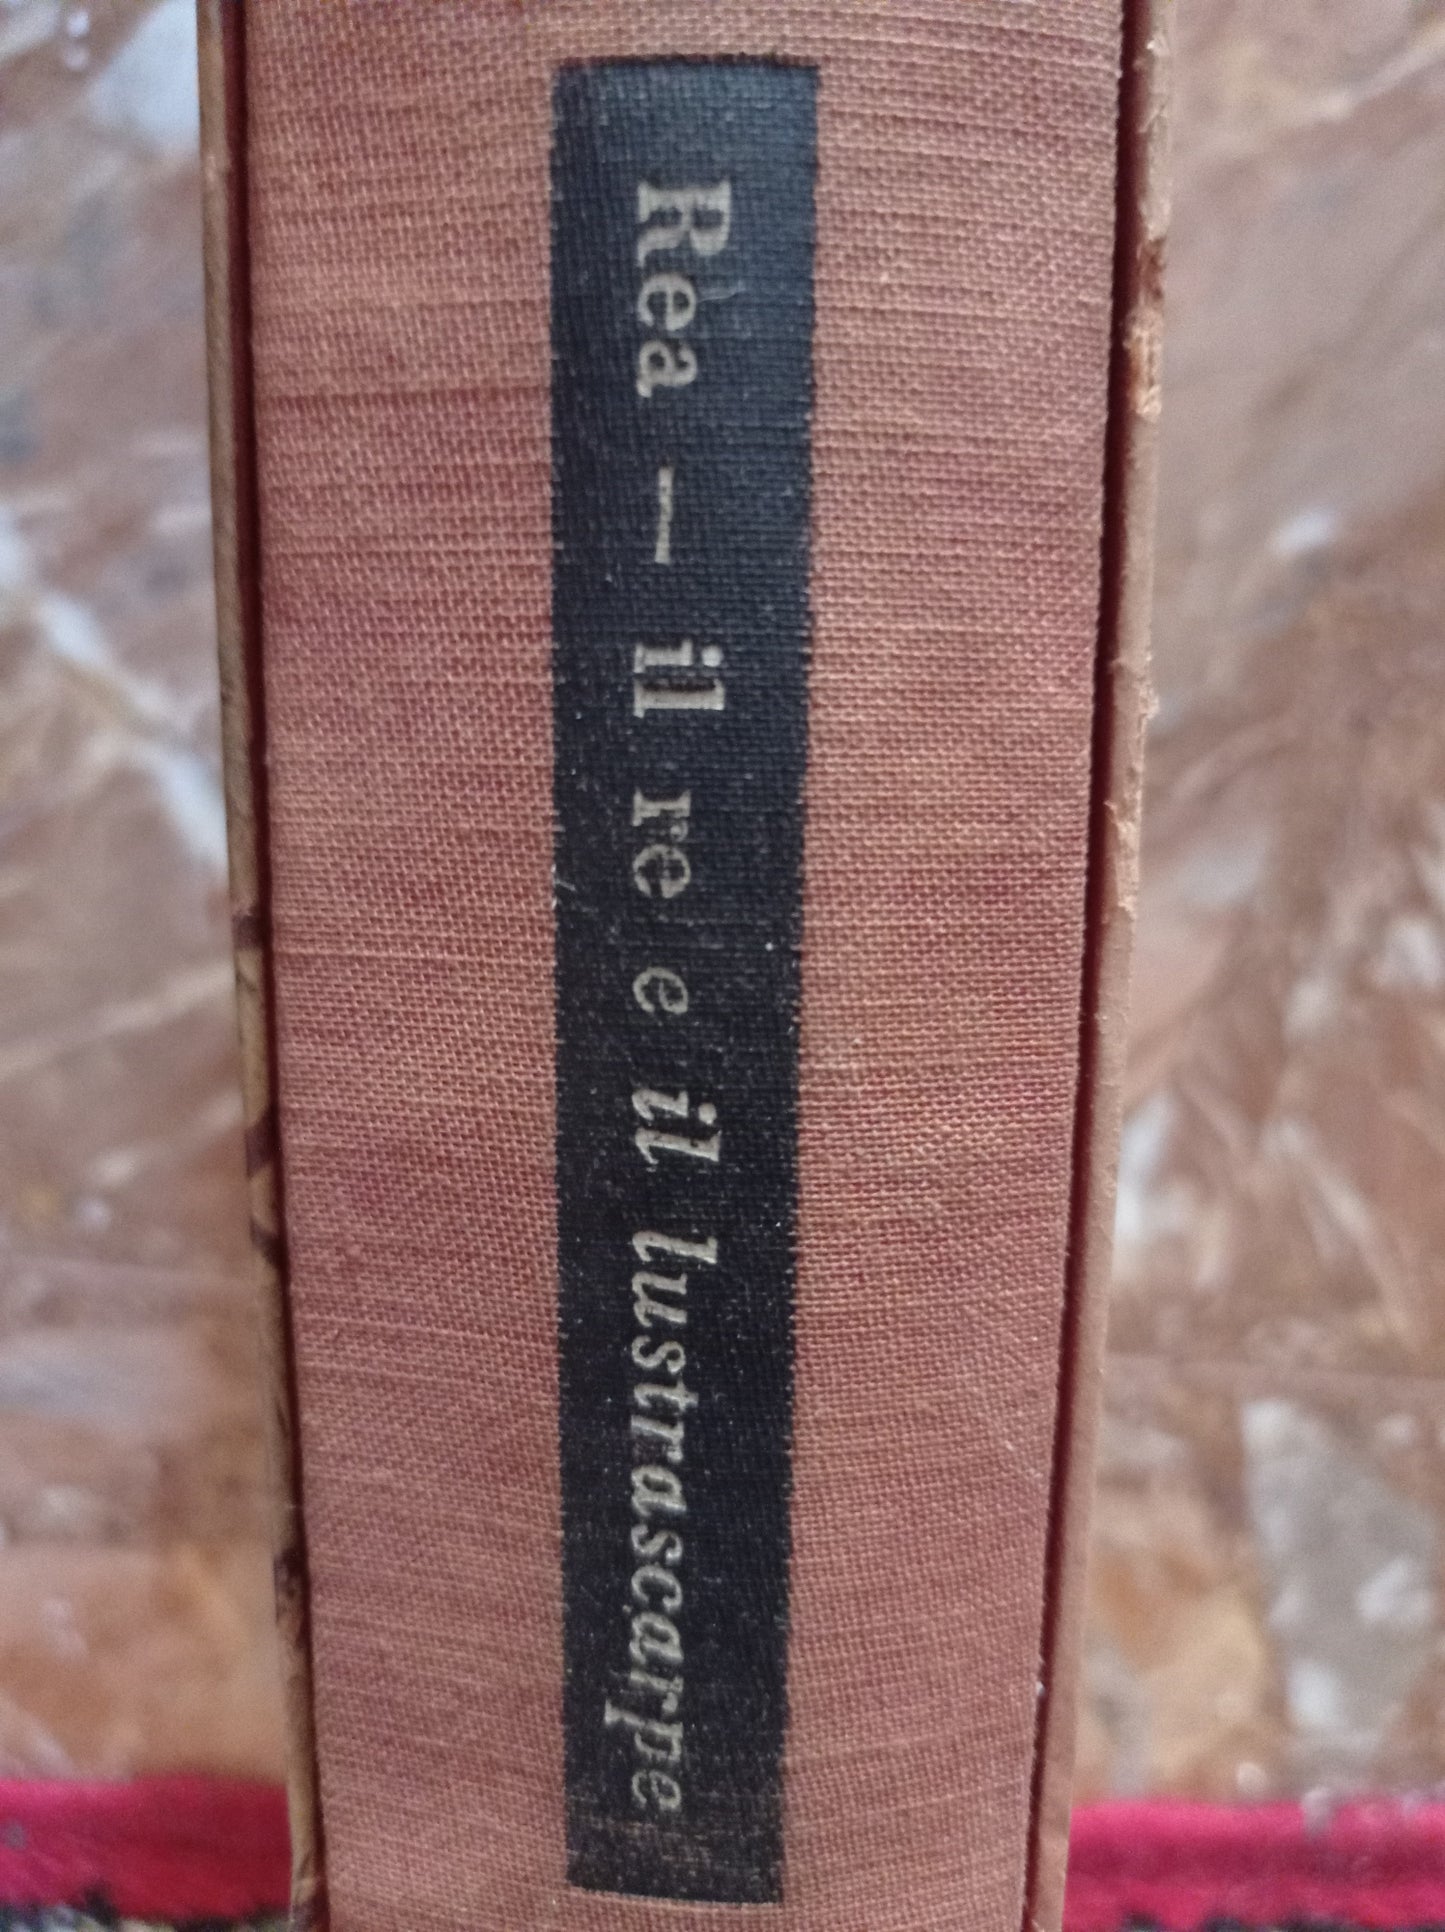 Rea — il re e il lustrascarpe